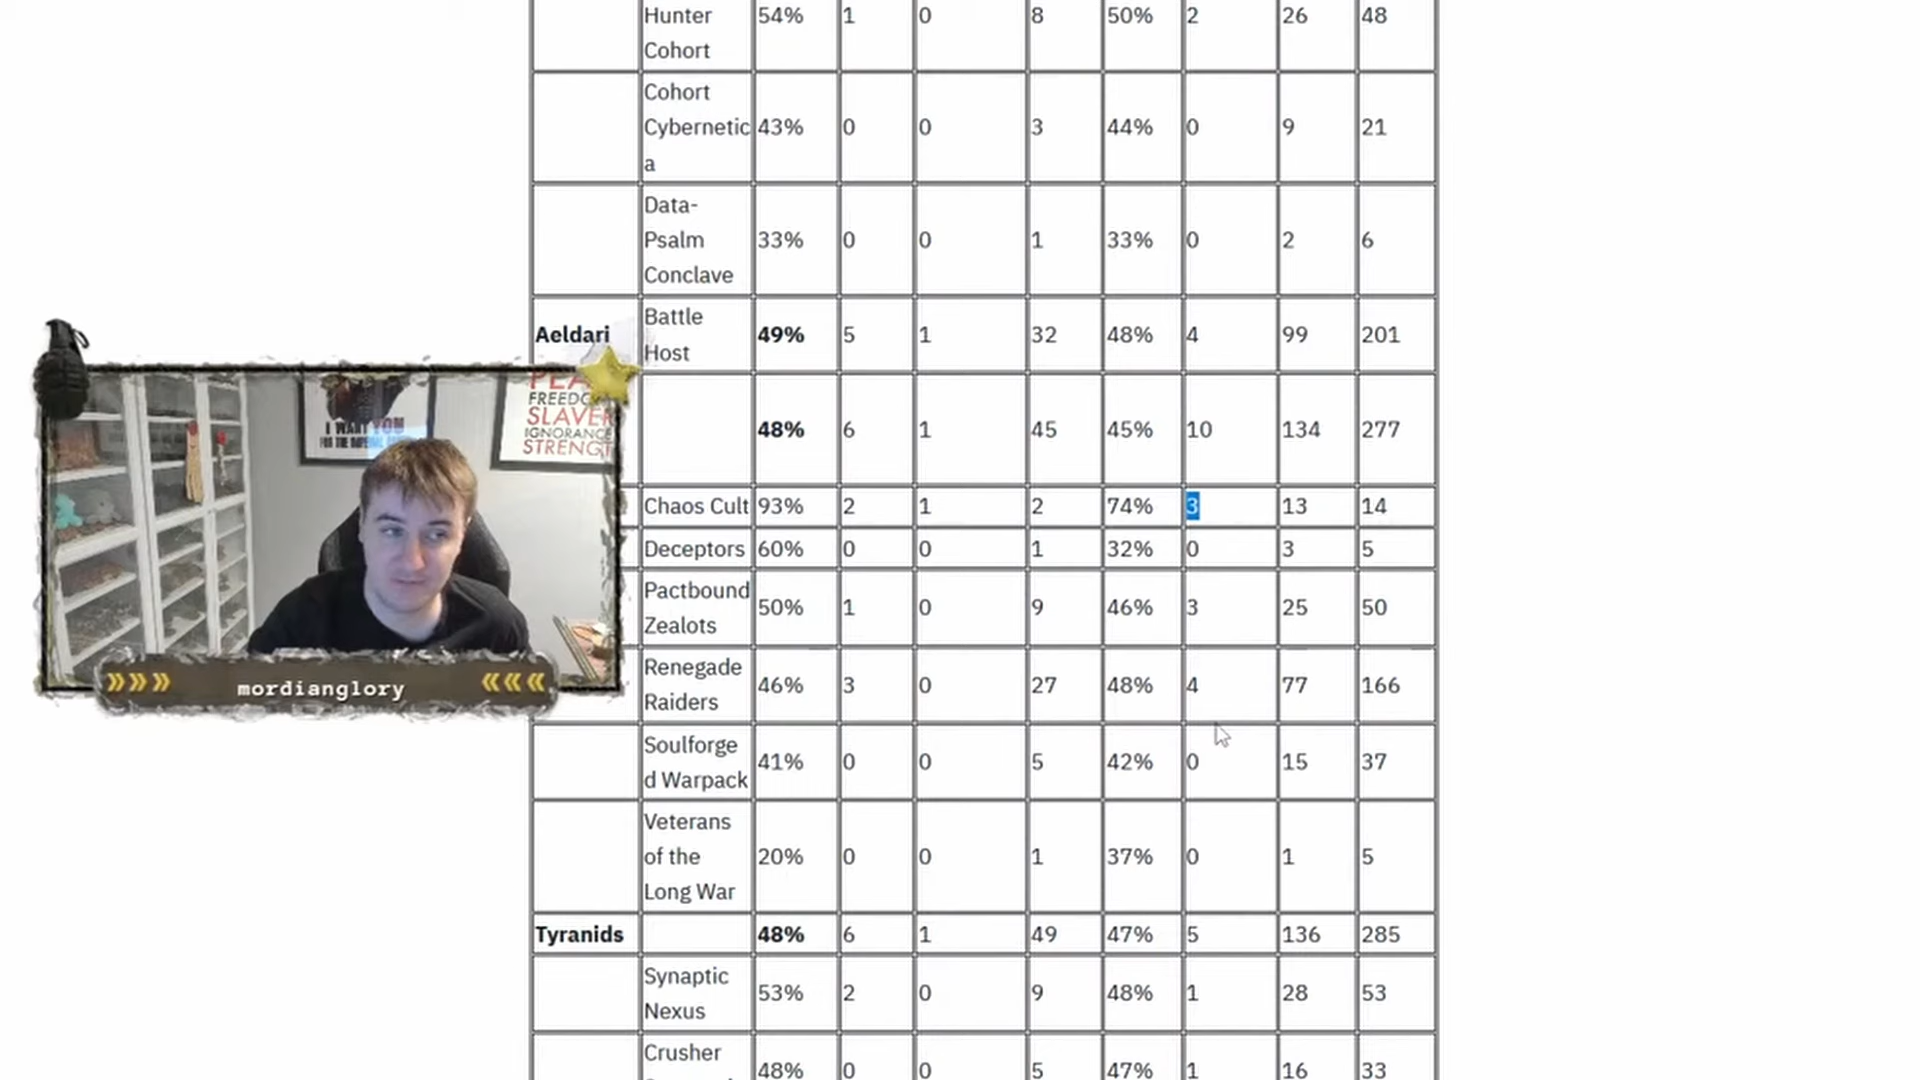 Hunter Cohort 54% 1 0 8 50% 2 26 48
Cohort Cybernetica 43% 0 0 3 44% 0 9 21
Data-Psalm Conclave 33% 0 0 1 33% 0 2 6
Aeldari Battle Host 49% 5 1 32 48% 4 99 201
48% 6 1 45 45% 10 134 277
Chaos Cult 93% 2 1 2 74% 3 13 14
Deceptors 60% 0 0 1 32% 0 3 5
Pactbound Zealots 50% 1 0 9 46% 3 25 50
Renegade Raiders 46% 3 0 27 48% 4 77 166
Soulforged Warpack 41% 0 0 5 42% 0 15 37
Veterans of the Long War 20% 0 0 1 37% 0 1 5
Tyranids 48% 6 1 49 47% 5 136 285
Synaptic Nexus 53% 2 0 9 48% 1 28 53
Crusher 48% 0 0 5 47% 1 16 33
I WANT YOU
FOR THE IMPERIAL
FREEDO
SLAVER
IGNORANCE
STRENGT
mordianglory